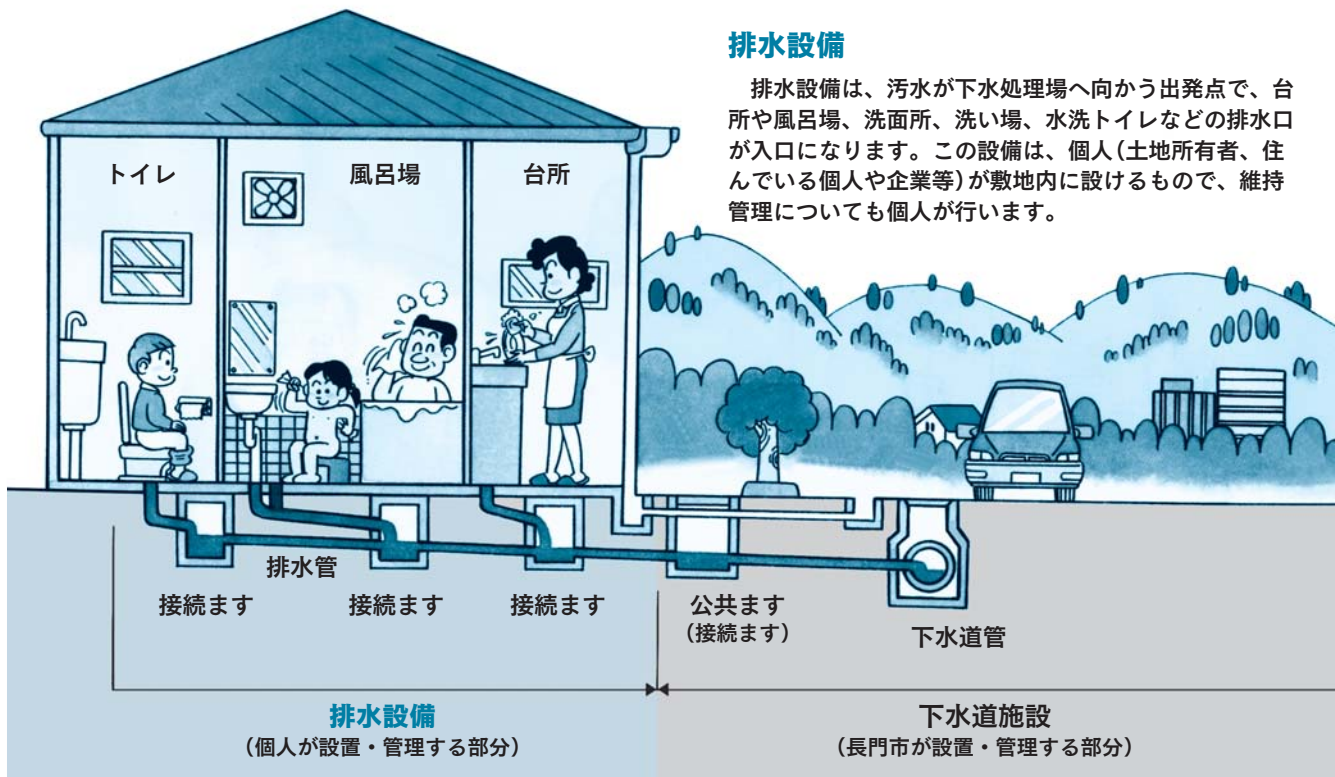 排水設備
排水設備は、汚水が下水処理場へ向かう出発点で、台
所や風呂場、洗面所、洗い場、水洗トイレなどの排水口
が入口になります。この設備は、個人(土地所有者、住
んでいる個人や企業等)が敷地内に設けるもので、維持
管理についても個人が行います。
トイレ
風呂場
台所
排水管
接続ます
接続ます
接続ます
公共ます
(接続ます)
下水道管
排水設備
(個人が設置・管理する部分)
下水道施設
(長門市が設置・管理する部分)